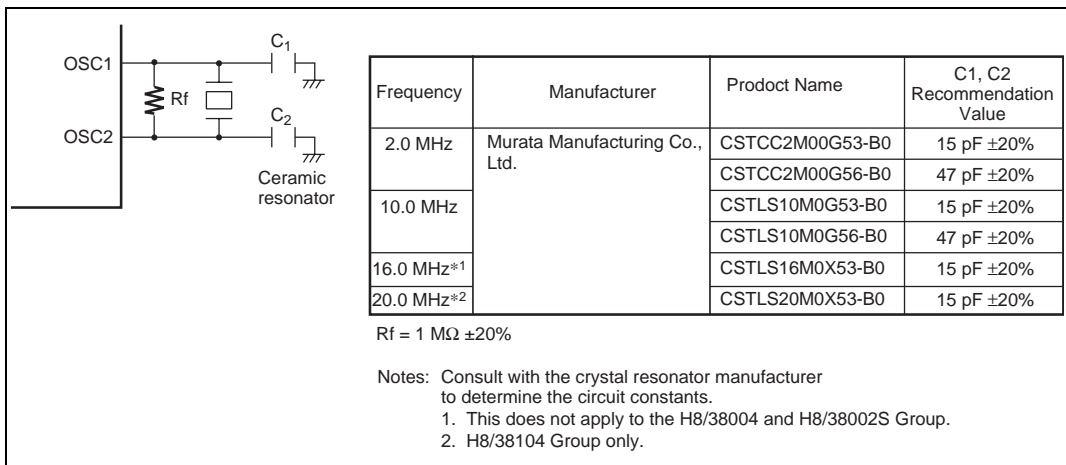 OSC1
C1
Rf
OSC2
C2
Ceramic
resonator
Frequency
Manufacturer
Product Name
C1, C2
Recommendation
Value
2.0 MHz
Murata Manufacturing Co.,
Ltd.
CSTCC2M00G53-B0
15 pF ±20%
CSTCC2M00G56-B0
47 pF ±20%
10.0 MHz
CSTLS10M0G53-B0
15 pF ±20%
CSTLS10M0G56-B0
47 pF ±20%
16.0 MHz*1
CSTLS16M0X53-B0
15 pF ±20%
20.0 MHz*2
CSTLS20M0X53-B0
15 pF ±20%
Rf = 1 MΩ ±20%
Notes: Consult with the crystal resonator manufacturer
to determine the circuit constants.
1. This does not apply to the H8/38004 and H8/38002S Group.
2. H8/38104 Group only.